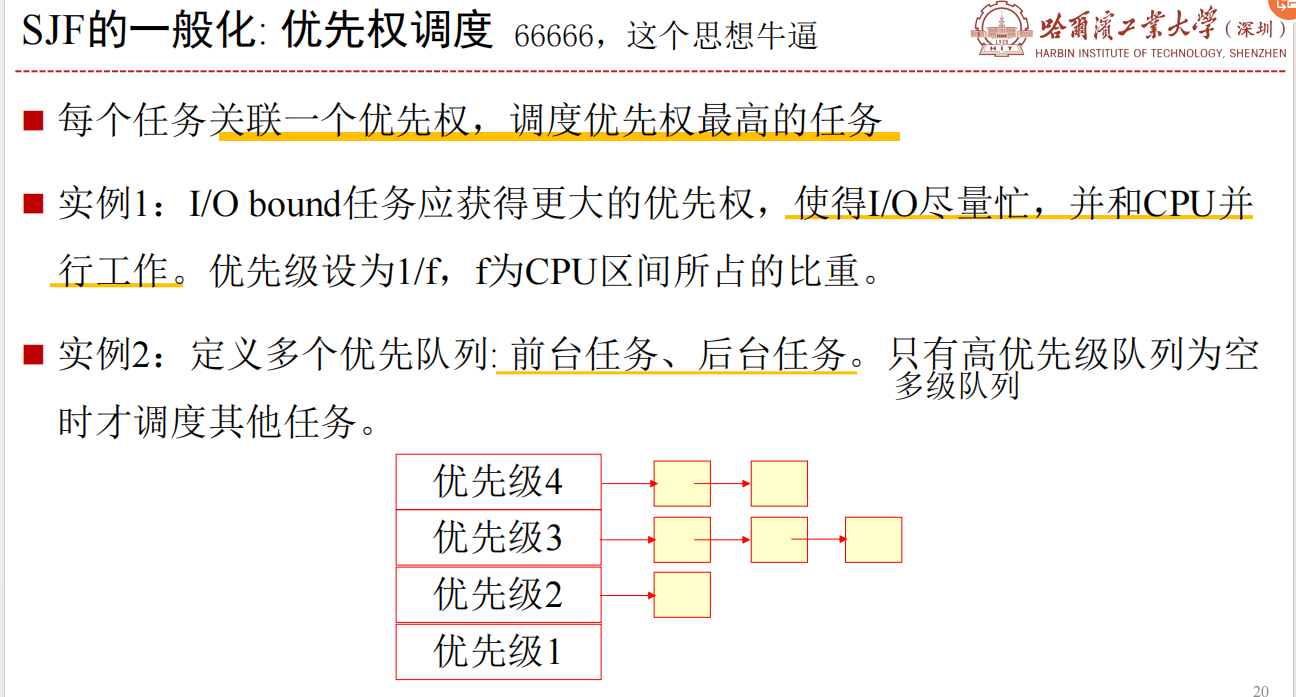 SJF的一般化: 优先权调度 66666，这个思想牛逼
哈尔滨工业大学（深圳）
HARBIN INSTITUTE OF TECHNOLOGY, SHENZHEN
1920
HIT
每个任务关联一个优先权，调度优先权最高的任务
实例1：I/O bound任务应获得更大的优先权，使得I/O尽量忙，并和CPU并
行工作。优先级设为1/f，f为CPU区间所占的比重。
实例2：定义多个优先队列: 前台任务、后台任务。只有高优先级队列为空
多级队列
时才调度其他任务。
优先级4
优先级3
优先级2
优先级1
20